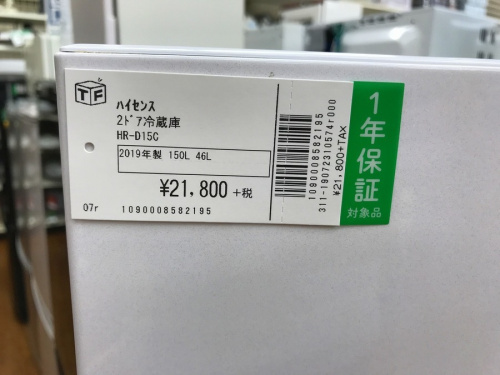 TF
ハイセンス
2ﾄﾞｱ冷蔵庫
HR-D15C
2019年製 150L 46L
¥21,800 +税
07r
1090008582195
1090008582195
311-19072310574r000
¥21,800+TAX
1年保証
対象品